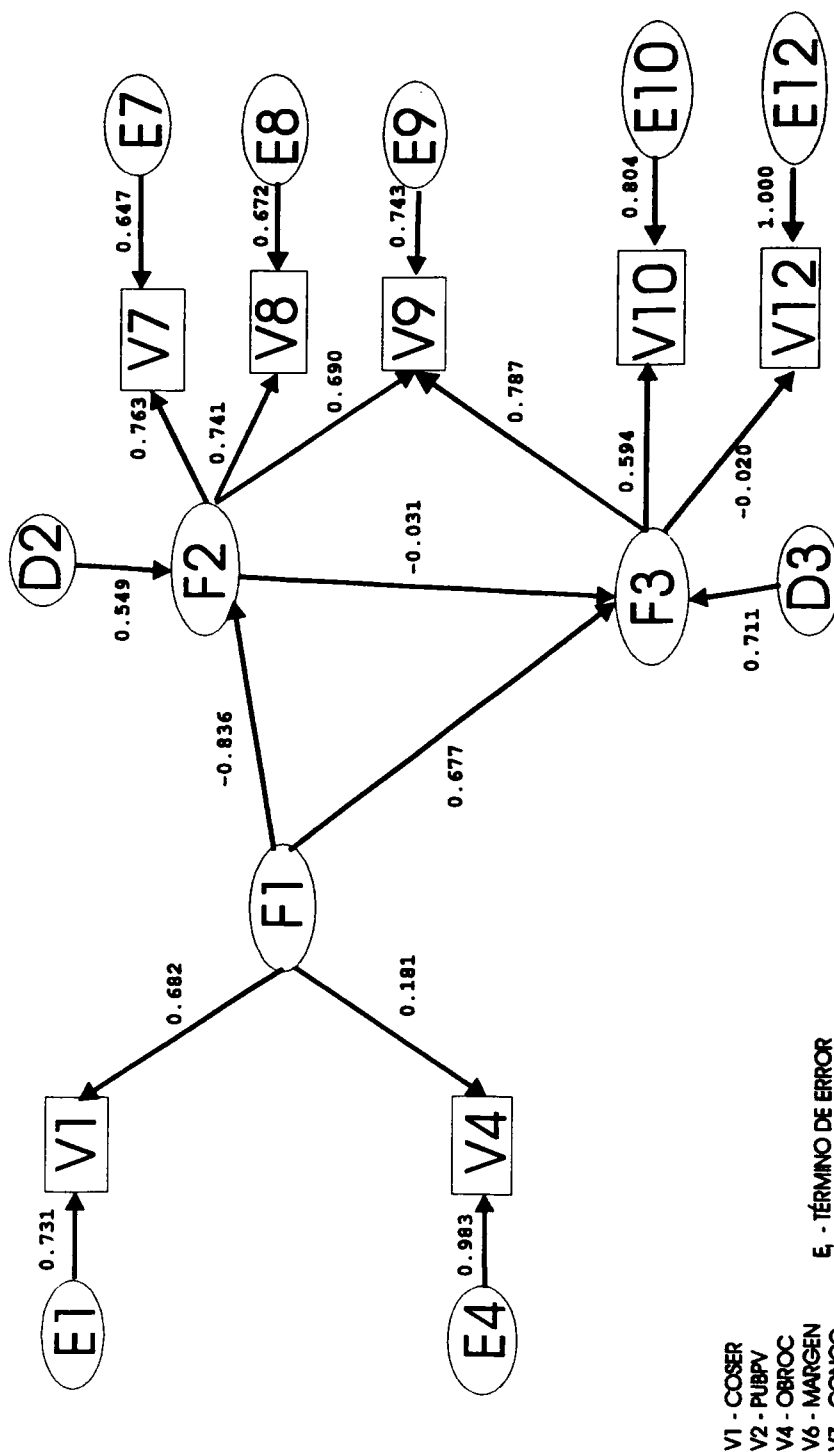 E1
0.731
V1
0.682
E4
0.983
V4
0.181
F1
-0.836
0.677
D2
0.549
F2
-0.031
F3
0.711
D3
0.763
0.741
0.690
0.787
0.594
-0.020
V7
0.647
E7
V8
0.672
E8
V9
0.743
E9
V10
0.804
E10
V12
1.000
E12
V1 - COSER
V2 - PUBPV
V4 - OBROC
V6 - MARGEN
E, - TÉRMINO DE ERROR